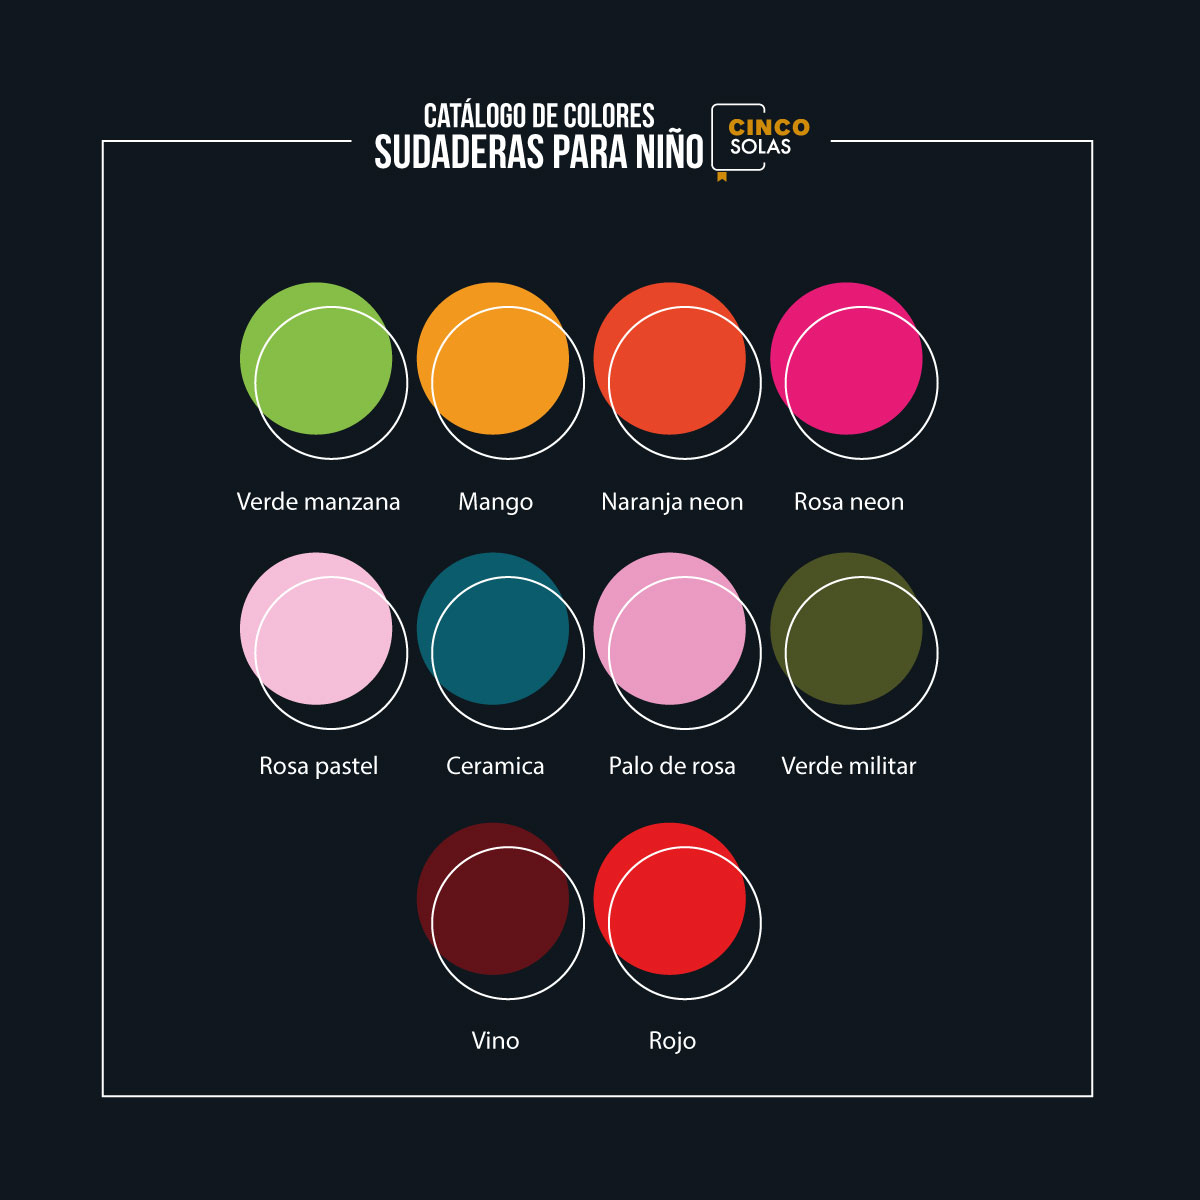 CATÁLOGO DE COLORES
SUDADERAS PARA NIÑO
CINCO
SOLAS
Verde manzana
Mango
Naranja neon
Rosa neon
Rosa pastel
Ceramica
Palo de rosa
Verde militar
Vino
Rojo